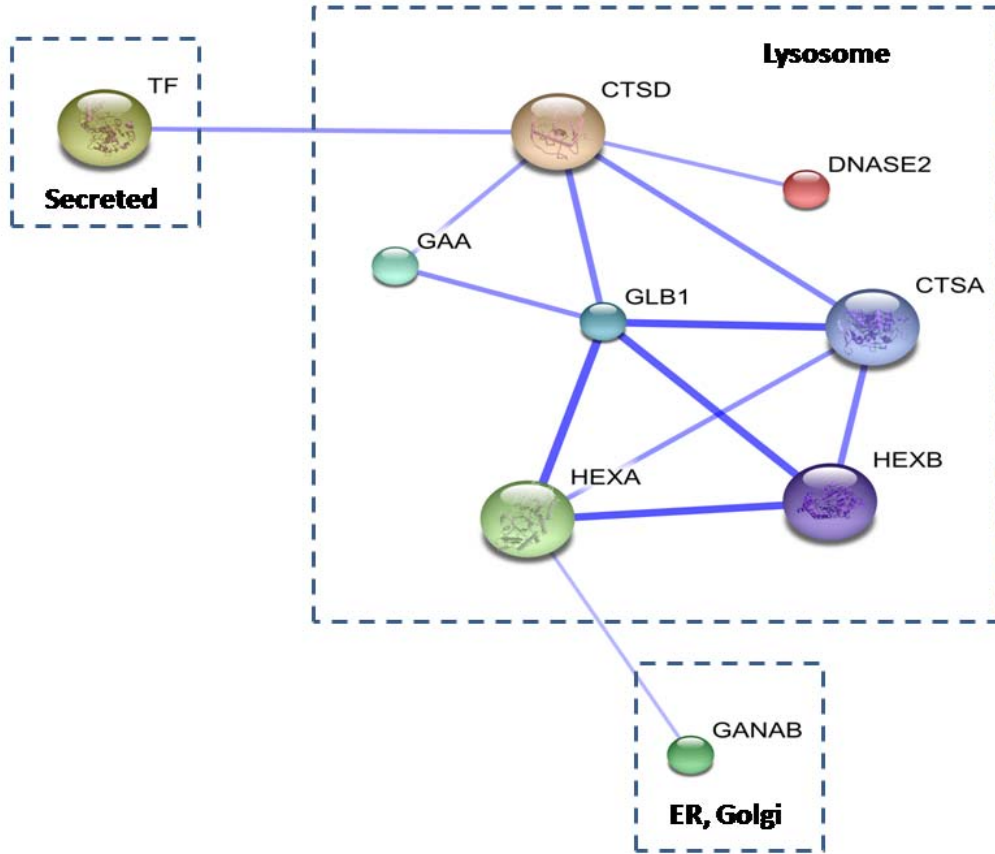 Lysosome
TF
CTSD
DNASE2
Secreted
GAA
CTSA
GLB1
HEXA
HEXB
GANAB
ER, Golgi